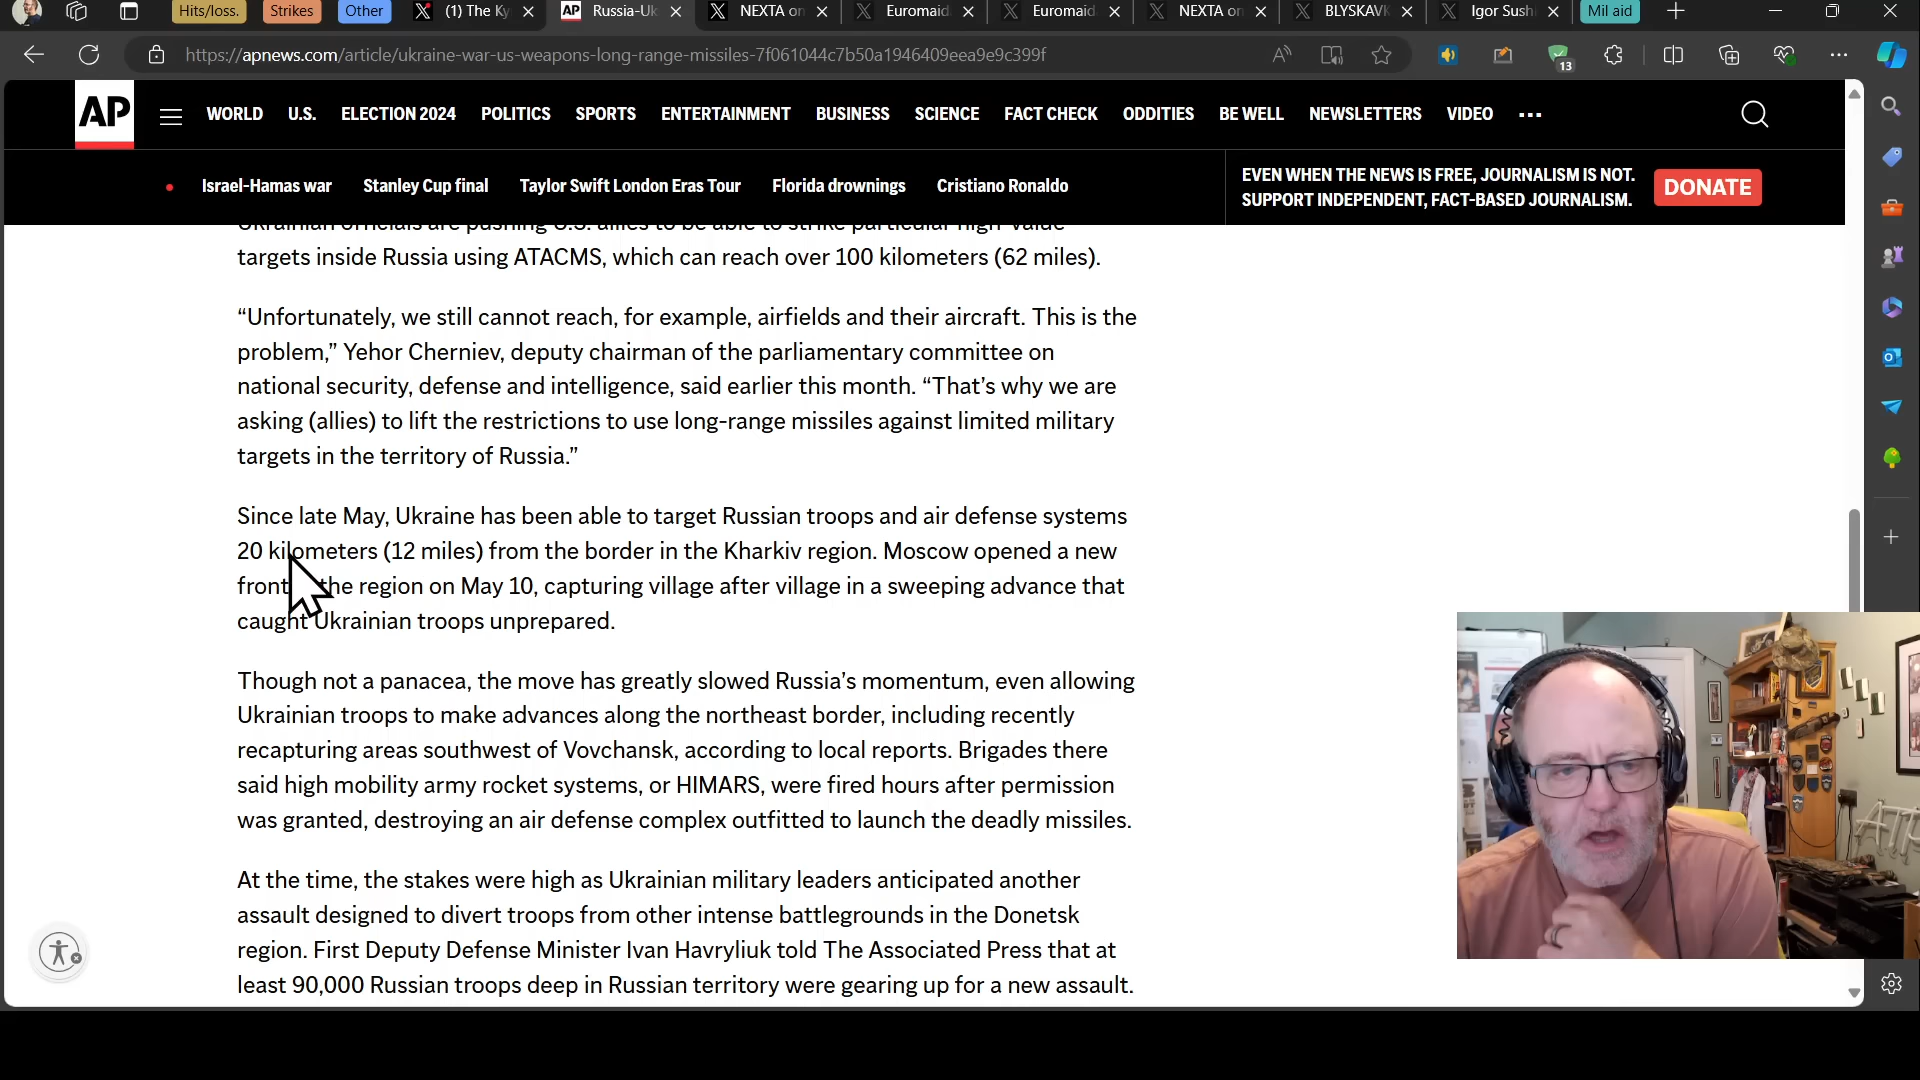 Hits/loss.
Strikes
Other
(1) The Ky
Russia-Uk
NEXTA on
Euromaid
Euromaid
NEXTA on
BLYSKAVK
Igor Sushk
Mil aid
https://apnews.com/article/ukraine-war-us-weapons-long-range-missiles-7f061044c7b50a1946409eea9e9c399f
13
AP
WORLD U.S. ELECTION 2024 POLITICS SPORTS ENTERTAINMENT BUSINESS SCIENCE FACT CHECK ODDITIES BE WELL NEWSLETTERS VIDEO
Israel-Hamas war Stanley Cup final Taylor Swift London Eras Tour Florida drownings Cristiano Ronaldo
EVEN WHEN THE NEWS IS FREE, JOURNALISM IS NOT.
SUPPORT INDEPENDENT, FACT-BASED JOURNALISM.
DONATE
Ukrainian officials are pushing U.S. allies to be able to strike particular high-value
targets inside Russia using ATACMS, which can reach over 100 kilometers (62 miles).
“Unfortunately, we still cannot reach, for example, airfields and their aircraft. This is the
problem,” Yehor Cherniev, deputy chairman of the parliamentary committee on
national security, defense and intelligence, said earlier this month. “That’s why we are
asking (allies) to lift the restrictions to use long-range missiles against limited military
targets in the territory of Russia.”
Since late May, Ukraine has been able to target Russian troops and air defense systems
20 kilometers (12 miles) from the border in the Kharkiv region. Moscow opened a new
front the region on May 10, capturing village after village in a sweeping advance that
caught Ukrainian troops unprepared.
Though not a panacea, the move has greatly slowed Russia’s momentum, even allowing
Ukrainian troops to make advances along the northeast border, including recently
recapturing areas southwest of Vovchansk, according to local reports. Brigades there
said high mobility army rocket systems, or HIMARS, were fired hours after permission
was granted, destroying an air defense complex outfitted to launch the deadly missiles.
At the time, the stakes were high as Ukrainian military leaders anticipated another
assault designed to divert troops from other intense battlegrounds in the Donetsk
region. First Deputy Defense Minister Ivan Havryliuk told The Associated Press that at
least 90,000 Russian troops deep in Russian territory were gearing up for a new assault.